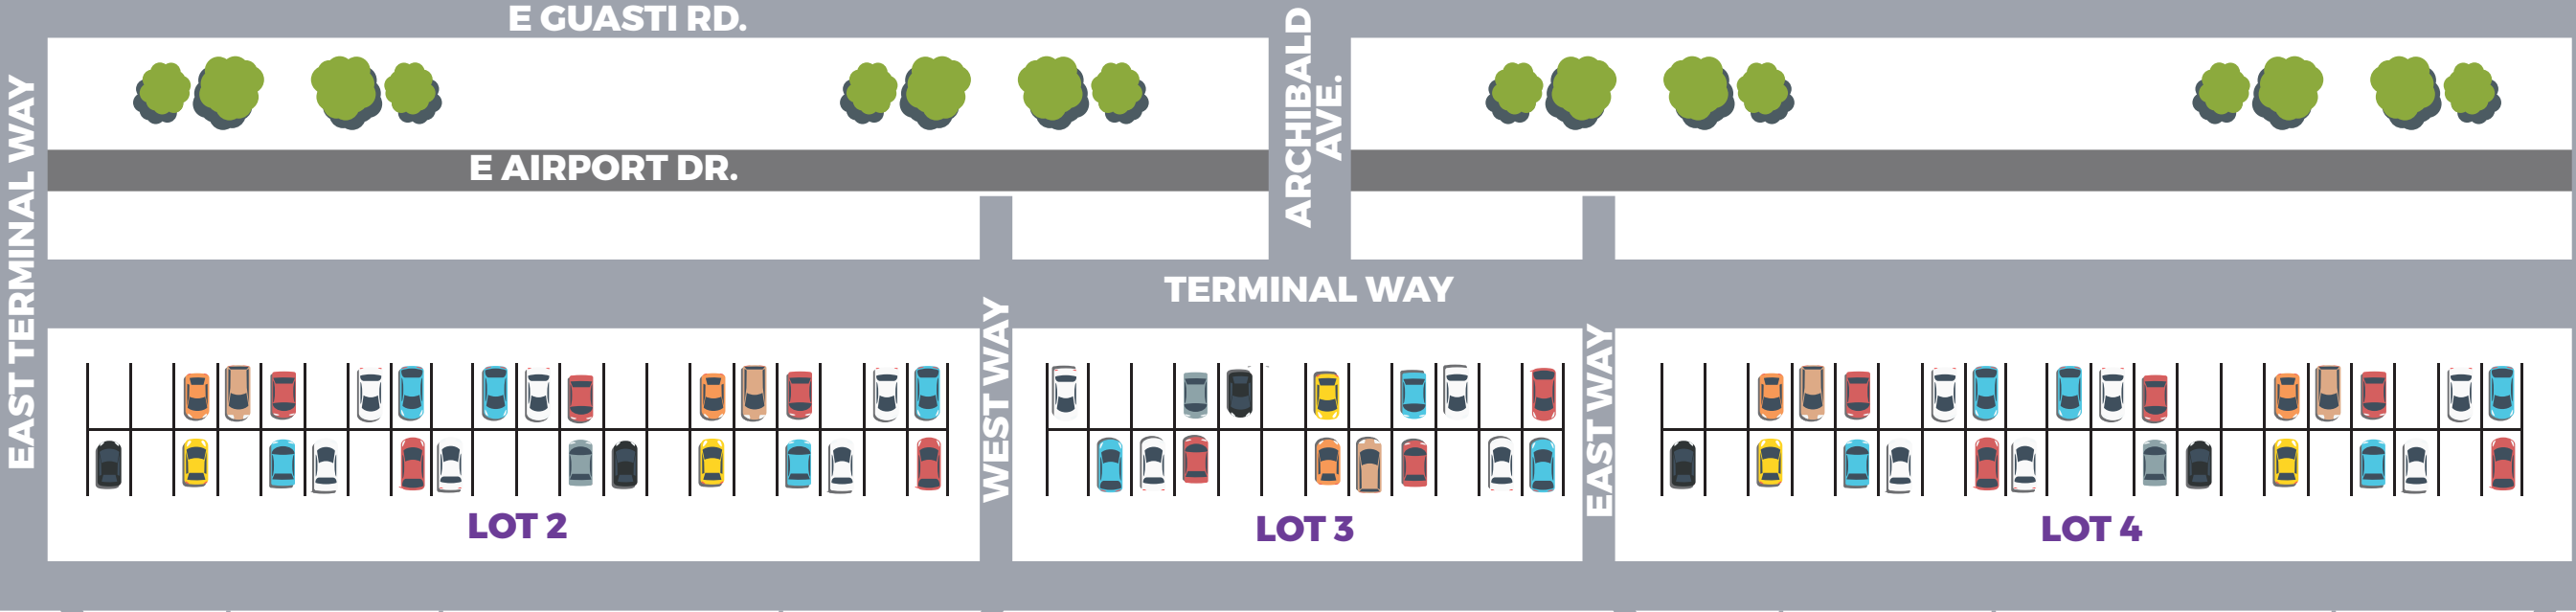 E GUASTI RD.
ARCHIBALD
AVE.
E AIRPORT DR.
EAST TERMINAL WAY
TERMINAL WAY
WEST WAY
EAST WAY
LOT 2
LOT 3
LOT 4